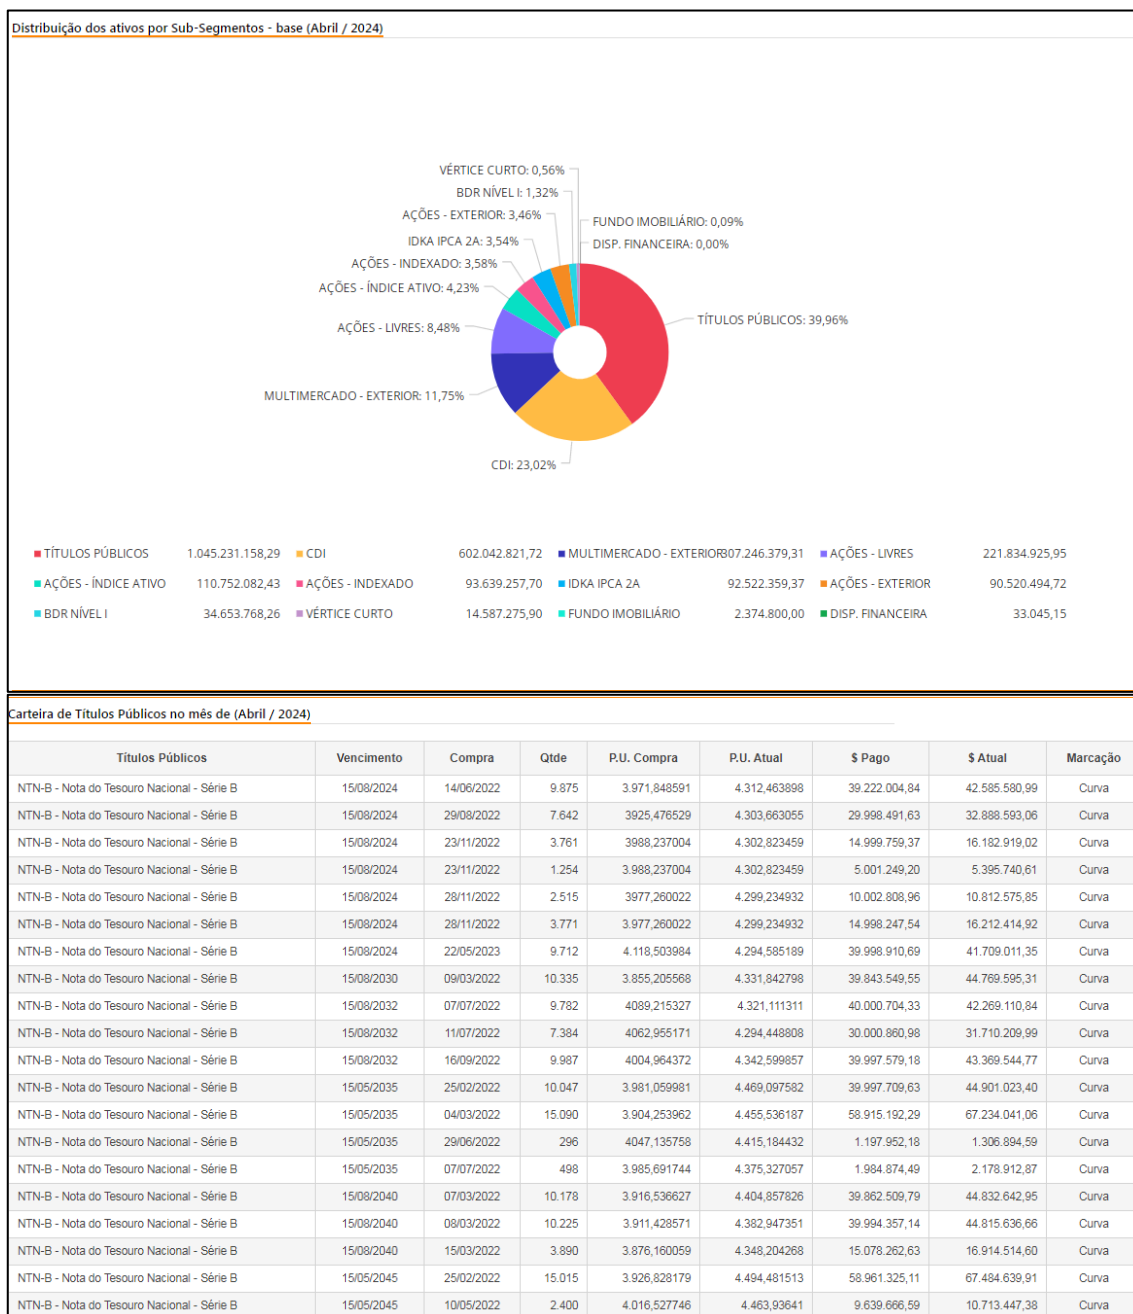 Distribuição dos ativos por Sub-Segmentos - base (Abril / 2024)
VÉRTICE CURTO: 0,56%
BDR NÍVEL I: 1,32%
AÇÕES - EXTERIOR: 3,46%
FUNDO IMOBILIÁRIO: 0,09%
IDKA IPCA 2A: 3,54%
DISP. FINANCEIRA: 0,00%
AÇÕES - INDEXADO: 3,58%
AÇÕES - ÍNDICE ATIVO: 4,23%
TÍTULOS PÚBLICOS: 39,96%
AÇÕES - LIVRES: 8,48%
MULTIMERCADO - EXTERIOR: 11,75%
CDI: 23,02%
TÍTULOS PÚBLICOS 1.045.231.158,29 CDI 602.042.821,72 MULTIMERCADO - EXTERIOR 307.246.379,31 AÇÕES - LIVRES 221.834.925,95
AÇÕES - ÍNDICE ATIVO 110.752.082,43 AÇÕES - INDEXADO 93.639.257,70 IDKA IPCA 2A 92.522.359,37 AÇÕES - EXTERIOR 90.520.494,72
BDR NÍVEL I 34.653.768,26 VÉRTICE CURTO 14.587.275,90 FUNDO IMOBILIÁRIO 2.374.800,00 DISP. FINANCEIRA 33.045,15
Carteira de Títulos Públicos no mês de (Abril / 2024)
Títulos Públicos Vencimento Compra Qtde P.U. Compra P.U. Atual $ Pago $ Atual Marcação
NTN-B - Nota do Tesouro Nacional - Série B 15/08/2024 14/06/2022 9.875 3.971,848591 4.312,463898 39.222.004,84 42.585.580,99 Curva
NTN-B - Nota do Tesouro Nacional - Série B 15/08/2024 29/08/2022 7.642 3925,476529 4.303,663055 29.998.491,63 32.888.593,06 Curva
NTN-B - Nota do Tesouro Nacional - Série B 15/08/2024 23/11/2022 3.761 3988,237004 4.302,823459 14.999.759,37 16.182.919,02 Curva
NTN-B - Nota do Tesouro Nacional - Série B 15/08/2024 23/11/2022 1.254 3.988,237004 4.302,823459 5.001.249,20 5.395.740,61 Curva
NTN-B - Nota do Tesouro Nacional - Série B 15/08/2024 28/11/2022 2.515 3977,260022 4.299,234932 10.002.808,96 10.812.575,85 Curva
NTN-B - Nota do Tesouro Nacional - Série B 15/08/2024 28/11/2022 3.771 3.977,260022 4.299,234932 14.998.247,54 16.212.414,92 Curva
NTN-B - Nota do Tesouro Nacional - Série B 15/08/2024 22/05/2023 9.712 4.118,503984 4.294,585189 39.998.910,69 41.709.011,35 Curva
NTN-B - Nota do Tesouro Nacional - Série B 15/08/2030 09/03/2022 10.335 3.855,205568 4.331,842798 39.843.549,55 44.769.595,31 Curva
NTN-B - Nota do Tesouro Nacional - Série B 15/08/2032 07/07/2022 9.782 4089,215327 4.321,111311 40.000.704,33 42.269.110,84 Curva
NTN-B - Nota do Tesouro Nacional - Série B 15/08/2032 11/07/2022 7.384 4062,955171 4.294,448808 30.000.860,98 31.710.209,99 Curva
NTN-B - Nota do Tesouro Nacional - Série B 15/08/2032 16/09/2022 9.987 4004,964372 4.342,599857 39.997.579,18 43.369.544,77 Curva
NTN-B - Nota do Tesouro Nacional - Série B 15/05/2035 25/02/2022 10.047 3.981,059981 4.469,097582 39.997.709,63 44.901.023,40 Curva
NTN-B - Nota do Tesouro Nacional - Série B 15/05/2035 04/03/2022 15.090 3.904,253962 4.455,536187 58.915.192,29 67.234.041,06 Curva
NTN-B - Nota do Tesouro Nacional - Série B 15/05/2035 29/06/2022 296 4047,135758 4.415,184432 1.197.952,18 1.306.894,59 Curva
NTN-B - Nota do Tesouro Nacional - Série B 15/05/2035 07/07/2022 498 3.985,691744 4.375,327057 1.984.874,49 2.178.912,87 Curva
NTN-B - Nota do Tesouro Nacional - Série B 15/08/2040 07/03/2022 10.178 3.916,536627 4.404,857826 39.862.509,79 44.832.642,95 Curva
NTN-B - Nota do Tesouro Nacional - Série B 15/08/2040 08/03/2022 10.225 3.911,428571 4.382,947351 39.994.357,14 44.815.636,66 Curva
NTN-B - Nota do Tesouro Nacional - Série B 15/08/2040 15/03/2022 3.890 3.876,160059 4.348,204268 15.078.262,63 16.914.514,60 Curva
NTN-B - Nota do Tesouro Nacional - Série B 15/05/2045 25/02/2022 15.015 3.926,828179 4.494,481513 58.961.325,11 67.484.639,91 Curva
NTN-B - Nota do Tesouro Nacional - Série B 15/05/2045 10/05/2022 2.400 4.016,527746 4.463,93641 9.639.666,59 10.713.447,38 Curva